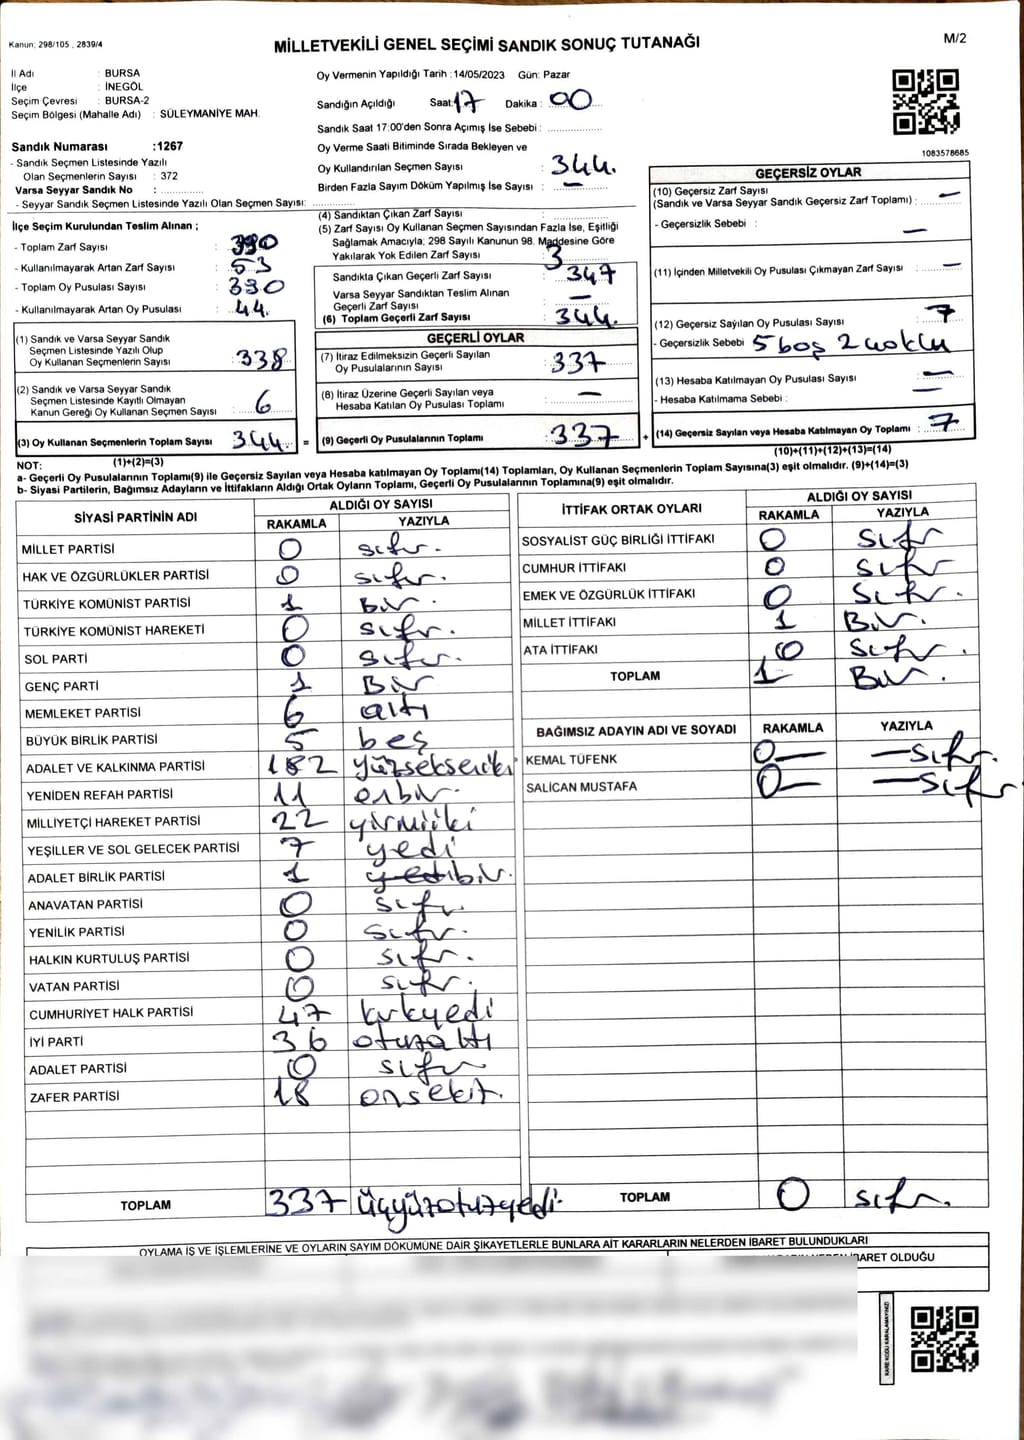 Kanun: 298/105 , 2839/4
MİLLETVEKİLİ GENEL SEÇİMİ SANDIK SONUÇ TUTANAĞI
M/2
İl Adı : BURSA
İlçe : İNEGÖL
Seçim Çevresi : BURSA-2
Seçim Bölgesi (Mahalle Adı) : SÜLEYMANİYE MAH.
Sandık Numarası :1267
- Sandık Seçmen Listesinde Yazılı
Olan Seçmenlerin Sayısı : 372
Varsa Seyyar Sandık No : ..............
- Seyyar Sandık Seçmen Listesinde Yazılı Olan Seçmen Sayısı: ..............
Oy Vermenin Yapıldığı Tarih :14/05/2023 Gün: Pazar
Sandığın Açıldığı Saat: 17 Dakika : 00
Sandık Saat 17:00'den Sonra Açımış İse Sebebi : ..............
Oy Verme Saati Bitiminde Sırada Bekleyen ve
Oy Kullandırılan Seçmen Sayısı : 344.
Birden Fazla Sayım Döküm Yapılmış İse Sayısı : —
1083578685
İlçe Seçim Kurulundan Teslim Alınan ;
- Toplam Zarf Sayısı : 390
- Kullanılmayarak Artan Zarf Sayısı : 53
- Toplam Oy Pusulası Sayısı : 390
- Kullanılmayarak Artan Oy Pusulası : 44.
(4) Sandıktan Çıkan Zarf Sayısı : ..............
(5) Zarf Sayısı Oy Kullanan Seçmen Sayısından Fazla İse, Eşitliği
Sağlamak Amacıyla, 298 Sayılı Kanunun 98. Maddesine Göre
Yakılarak Yok Edilen Zarf Sayısı : 3
Sandıkta Çıkan Geçerli Zarf Sayısı : 347
Varsa Seyyar Sandıktan Teslim Alınan
Geçerli Zarf Sayısı : —
(6) Toplam Geçerli Zarf Sayısı : 344.
GEÇERSİZ OYLAR
(10) Geçersiz Zarf Sayısı
(Sandık ve Varsa Seyyar Sandık Geçersiz Zarf Toplamı) : —
- Geçersizlik Sebebi : —
(11) İçinden Milletvekili Oy Pusulası Çıkmayan Zarf Sayısı : —
(12) Geçersiz Sayılan Oy Pusulası Sayısı : 7
- Geçersizlik Sebebi : 5 boş 2
(13) Hesaba Katılmayan Oy Pusulası Sayısı : —
- Hesaba Katılmama Sebebi : —
(14) Geçersiz Sayılan veya Hesaba Katılmayan Oy Toplamı : 7
(10)+(11)+(12)+(13)=(14)
(1) Sandık ve Varsa Seyyar Sandık
Seçmen Listesinde Yazılı Olup
Oy Kullanan Seçmenlerin Sayısı : 338
(2) Sandık ve Varsa Seyyar Sandık
Seçmen Listesinde Kayıtlı Olmayan
Kanun Gereği Oy Kullanan Seçmen Sayısı : 6
(3) Oy Kullanan Seçmenlerin Toplam Sayısı 344. =
(1)+(2)=(3)
GEÇERLİ OYLAR
(7) İtiraz Edilmeksizin Geçerli Sayılan
Oy Pusulalarının Sayısı : 337
(8) İtiraz Üzerine Geçerli Sayılan veya
Hesaba Katılan Oy Pusulası Toplamı : —
(9) Geçerli Oy Pusulalarının Toplamı : 337 +
NOT:
a- Geçerli Oy Pusulalarının Toplamı(9) ile Geçersiz Sayılan veya Hesaba katılmayan Oy Toplamı(14) Toplamları, Oy Kullanan Seçmenlerin Toplam Sayısına(3) eşit olmalıdır. (9)+(14)=(3)
b- Siyasi Partilerin, Bağımsız Adayların ve İttifakların Aldığı Ortak Oyların Toplamı, Geçerli Oy Pusulalarının Toplamına(9) eşit olmalıdır.
SİYASİ PARTİNİN ADI
ALDIĞI OY SAYISI
RAKAMLA YAZIYLA
MİLLET PARTİSİ 0 sıfır.
HAK VE ÖZGÜRLÜKLER PARTİSİ 0 sıfır.
TÜRKİYE KOMÜNİST PARTİSİ 1 Bir.
TÜRKİYE KOMÜNİST HAREKETİ 0 sıfır.
SOL PARTİ 0 sıfır.
GENÇ PARTİ 1 Bir
MEMLEKET PARTİSİ 6 altı
BÜYÜK BİRLİK PARTİSİ 5 beş
ADALET VE KALKINMA PARTİSİ 182 yüzsekseniki
YENİDEN REFAH PARTİSİ 11 onbir.
MİLLİYETÇİ HAREKET PARTİSİ 22 yirmiiki
YEŞİLLER VE SOL GELECEK PARTİSİ 7 yedi
ADALET BİRLİK PARTİSİ 1 yedi bir.
ANAVATAN PARTİSİ 0 sıfır.
YENİLİK PARTİSİ 0 sıfır.
HALKIN KURTULUŞ PARTİSİ 0 sıfır.
VATAN PARTİSİ 0 sıfır.
CUMHURİYET HALK PARTİSİ 47 kırkyedi
İYİ PARTİ 36 otuzaltı
ADALET PARTİSİ 0 sıfır
ZAFER PARTİSİ 18 onsekiz.
TOPLAM 337 üçyüzotuzyedi.
İTTİFAK ORTAK OYLARI
ALDIĞI OY SAYISI
RAKAMLA YAZIYLA
SOSYALİST GÜÇ BİRLİĞİ İTTİFAKI 0 sıfır
CUMHUR İTTİFAKI 0 sıfır
EMEK VE ÖZGÜRLÜK İTTİFAKI 0 sıfır.
MİLLET İTTİFAKI 1 Bir.
ATA İTTİFAKI 0 sıfır.
TOPLAM 1 Bir.
BAĞIMSIZ ADAYIN ADI VE SOYADI RAKAMLA YAZIYLA
KEMAL TÜFENK 0— —sıfır.
SALİCAN MUSTAFA 0— —sıfır.
TOPLAM 0 sıfır.
OYLAMA İŞ VE İŞLEMLERİNE VE OYLARIN SAYIM DÖKÜMÜNE DAİR ŞİKAYETLERLE BUNLARA AİT KARARLARIN NELERDEN İBARET BULUNDUKLARI
İBARET OLDUĞU
KARE KODU KARALAMAYINIZ!